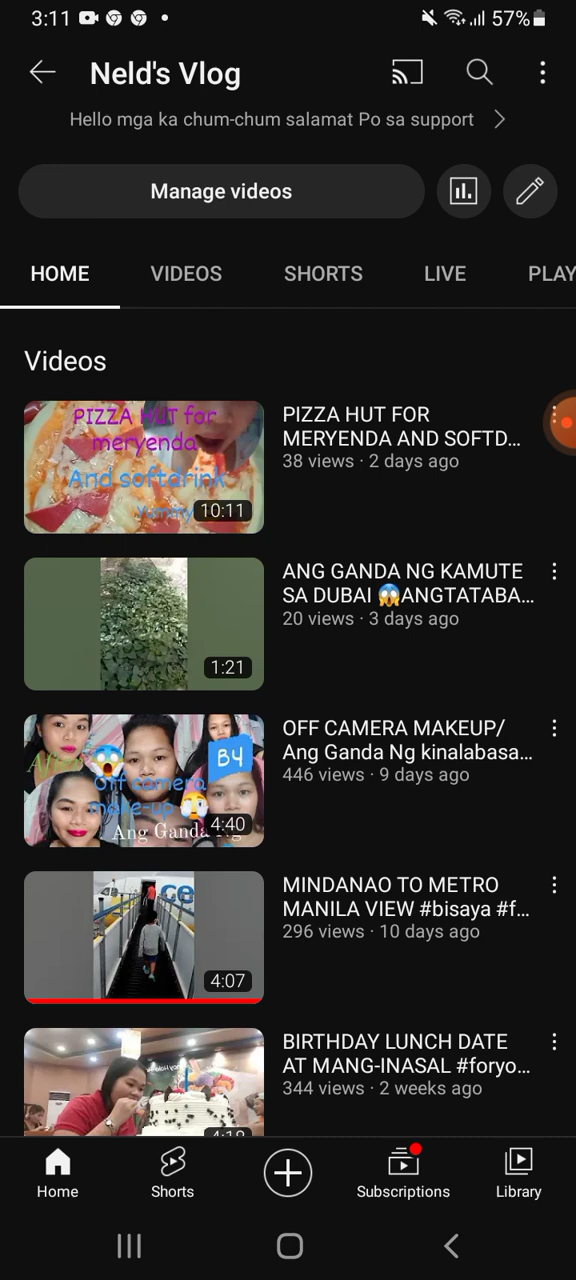 3:11
57%
Neld's Vlog
Hello mga ka chum-chum salamat Po sa support
Manage videos
HOME VIDEOS SHORTS LIVE PLAY
Videos
PIZZA HUT for
meryenda
And softdrink
Yummy
10:11
PIZZA HUT FOR
MERYENDA AND SOFTD...
38 views · 2 days ago
1:21
ANG GANDA NG KAMUTE
SA DUBAI 😱ANGTATABA...
20 views · 3 days ago
After
B4
Off camera
make-up
Ang Ganda Ng
4:40
OFF CAMERA MAKEUP/
Ang Ganda Ng kinalabasa...
446 views · 9 days ago
ce
4:07
MINDANAO TO METRO
MANILA VIEW #bisaya #f...
296 views · 10 days ago
BIRTHDAY LUNCH DATE
AT MANG-INASAL #foryo...
344 views · 2 weeks ago
Home Shorts Subscriptions Library